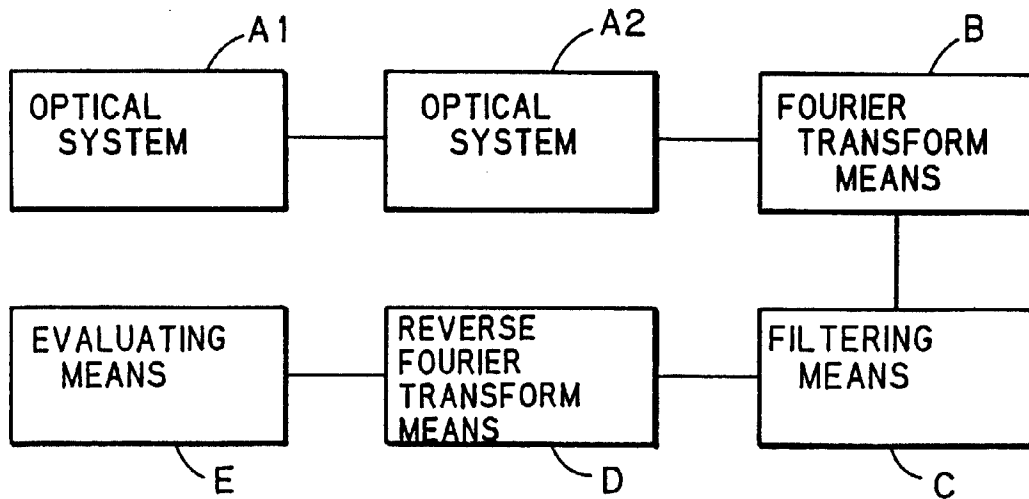 A1
A2
B
OPTICAL
SYSTEM
OPTICAL
SYSTEM
FOURIER
TRANSFORM
MEANS
EVALUATING
MEANS
REVERSE
FOURIER
TRANSFORM
MEANS
FILTERING
MEANS
E
D
C